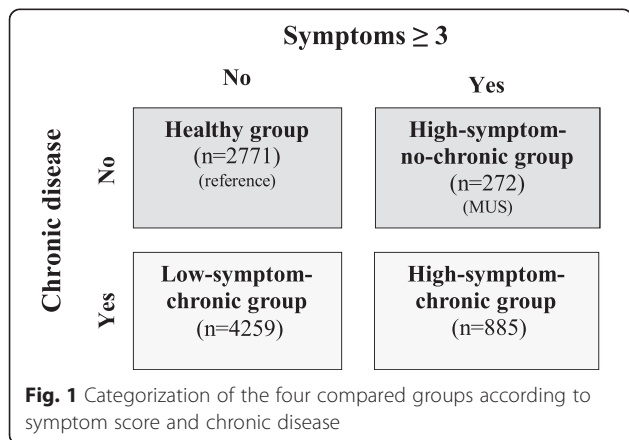 Symptoms ≥ 3
No
Yes
Chronic disease
No
Healthy group
(n=2771)
(reference)
High-symptom-
no-chronic group
(n=272)
(MUS)
Yes
Low-symptom-
chronic group
(n=4259)
High-symptom-
chronic group
(n=885)
Fig. 1 Categorization of the four compared groups according to
symptom score and chronic disease